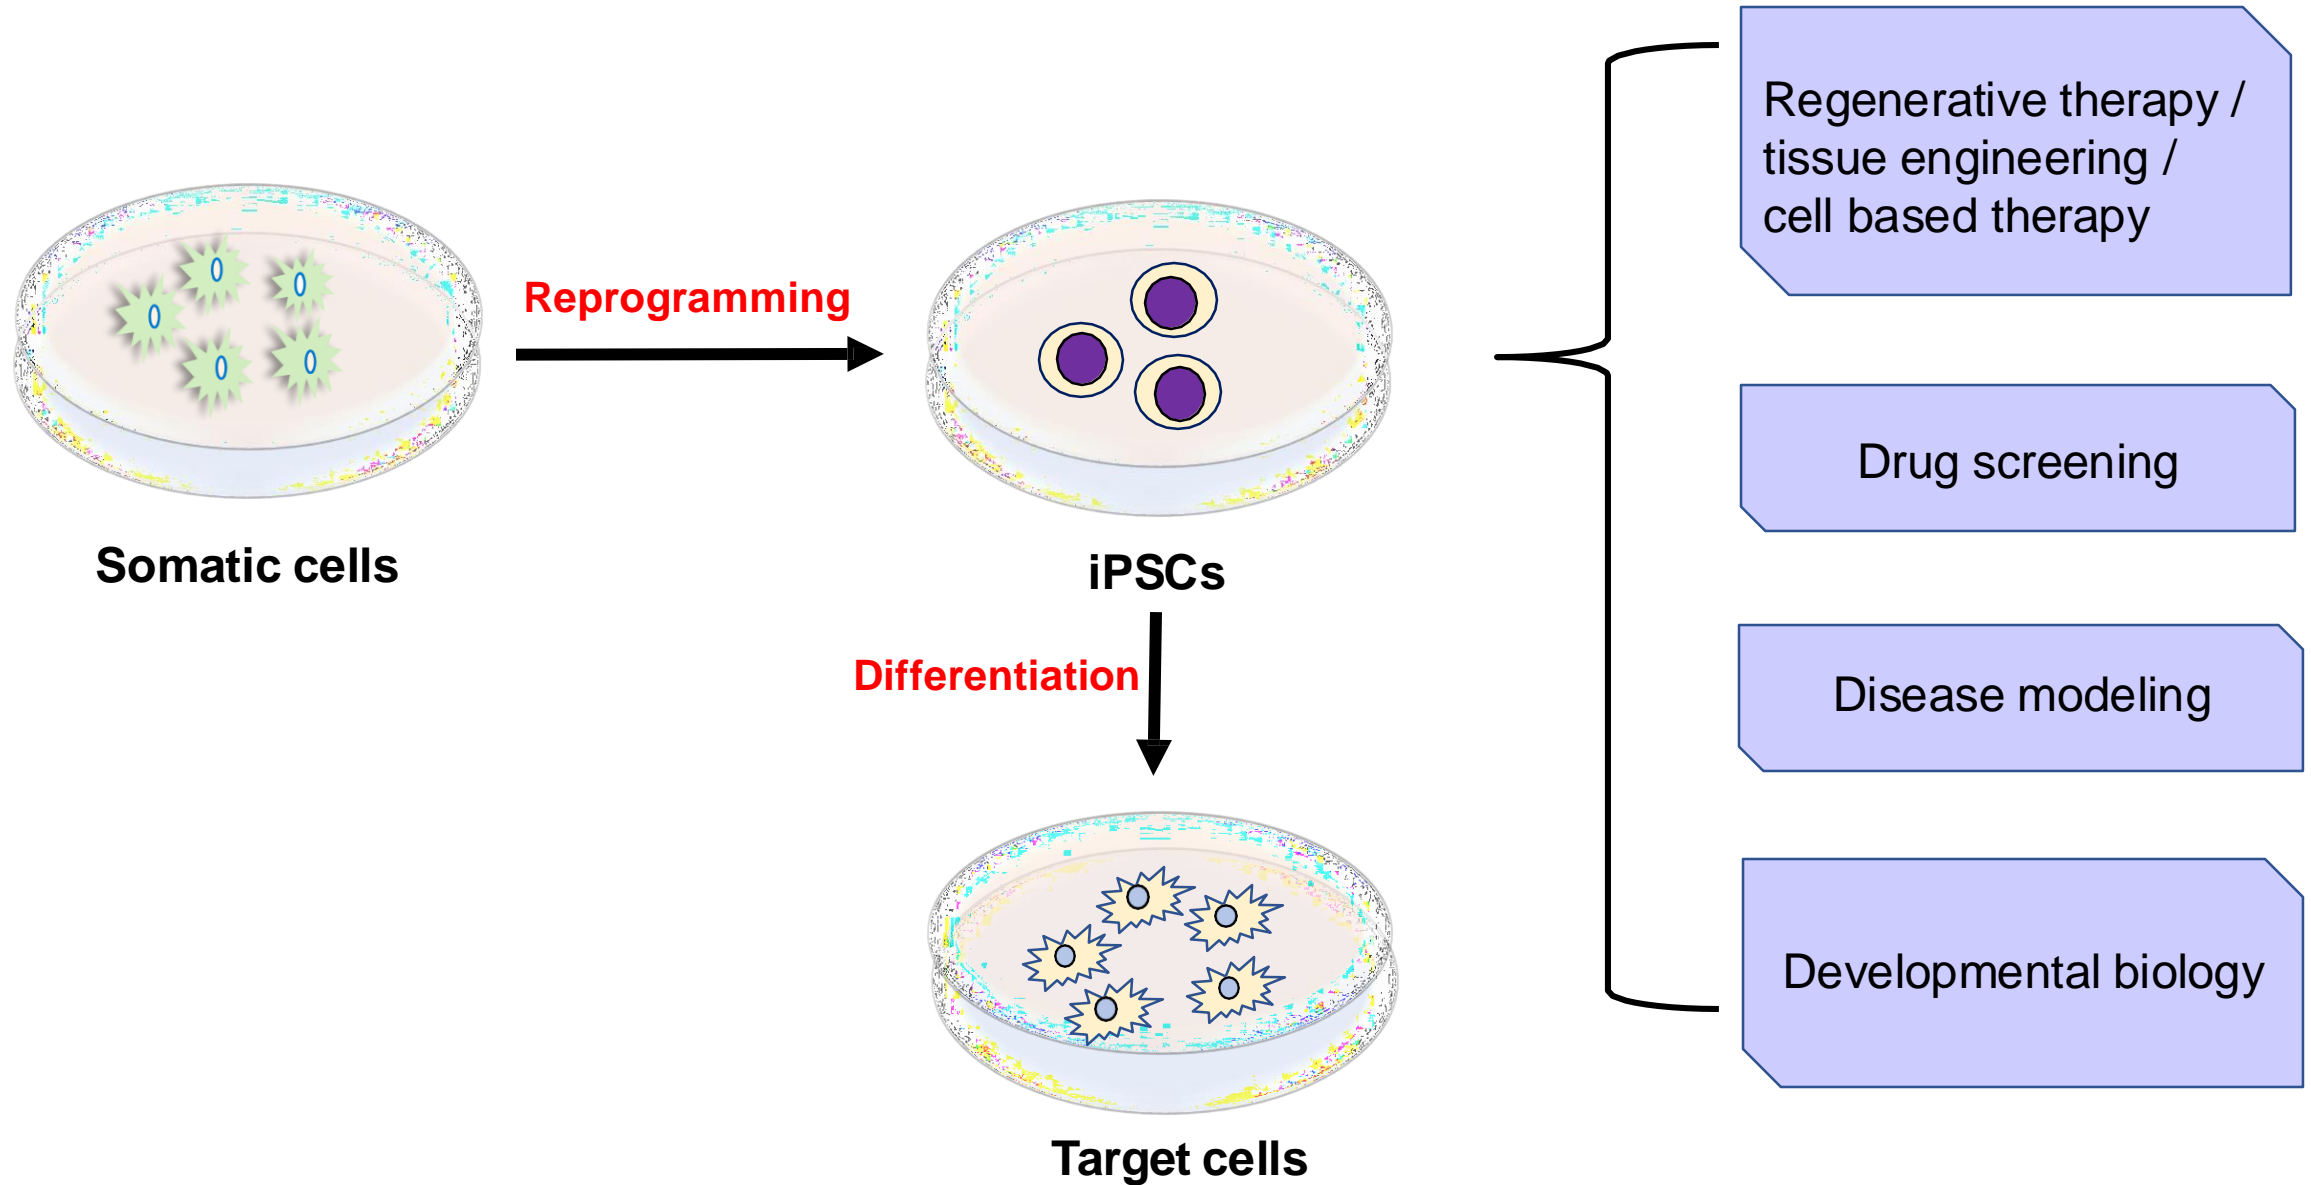 Somatic cells
Reprogramming
iPSCs
Differentiation
Target cells
Regenerative therapy /
tissue engineering /
cell based therapy
Drug screening
Disease modeling
Developmental biology